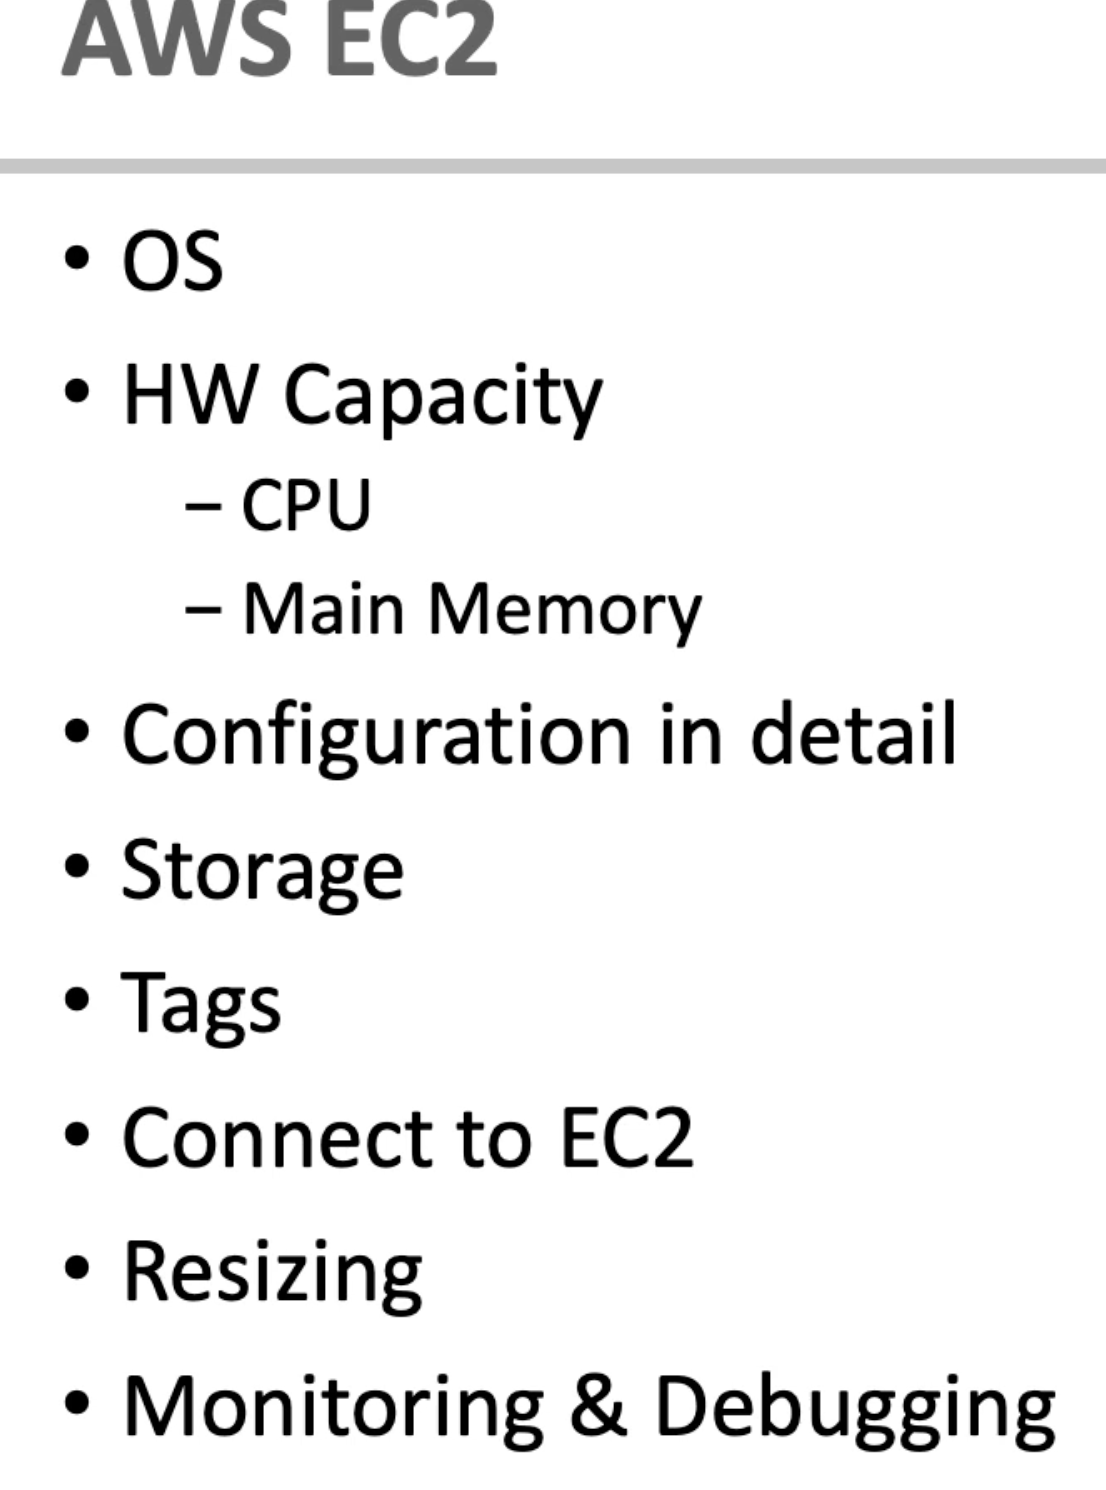 AWS EC2
• OS
• HW Capacity
– CPU
– Main Memory
• Configuration in detail
• Storage
• Tags
• Connect to EC2
• Resizing
• Monitoring & Debugging